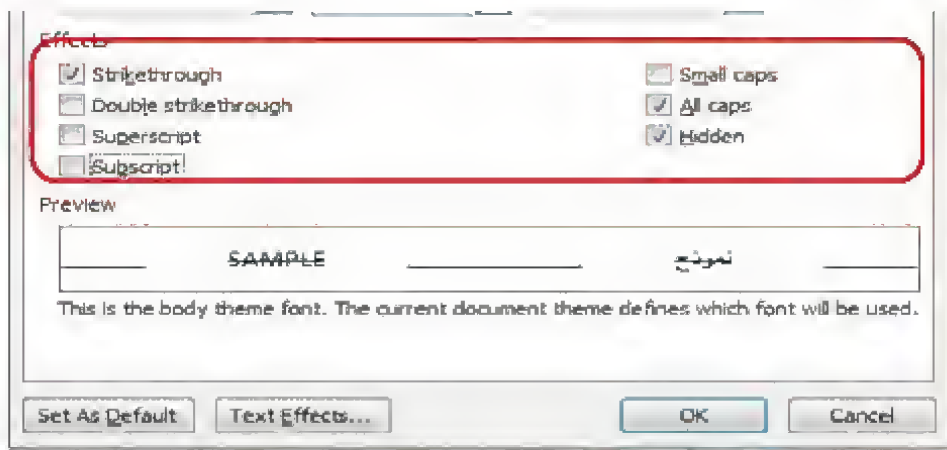 Effects
Strikethrough
Small caps
Double strikethrough
All caps
Superscript
Hidden
Subscript
Preview
SAMPLE نموذج
This is the body theme font. The current document theme defines which font will be used.
Set As Default Text Effects... OK Cancel